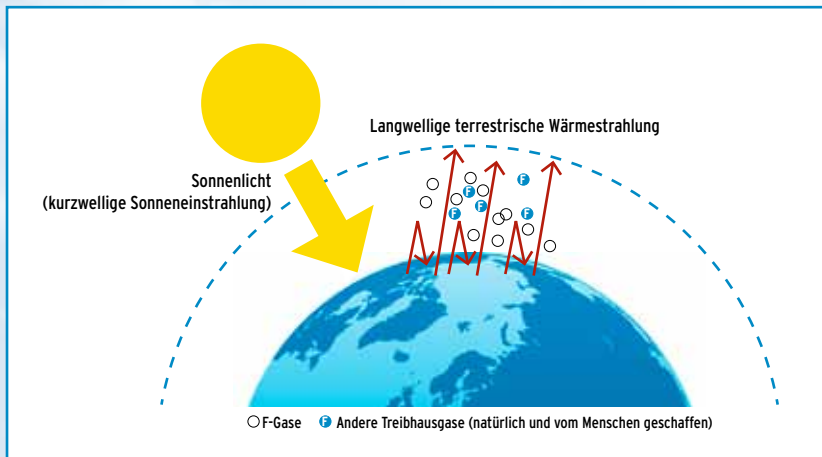 Langwellige terrestrische Wärmestrahlung
Sonnenlicht
(kurzwellige Sonneneinstrahlung)
F
F
F
F
F
F-Gase
F Andere Treibhausgase (natürlich und vom Menschen geschaffen)